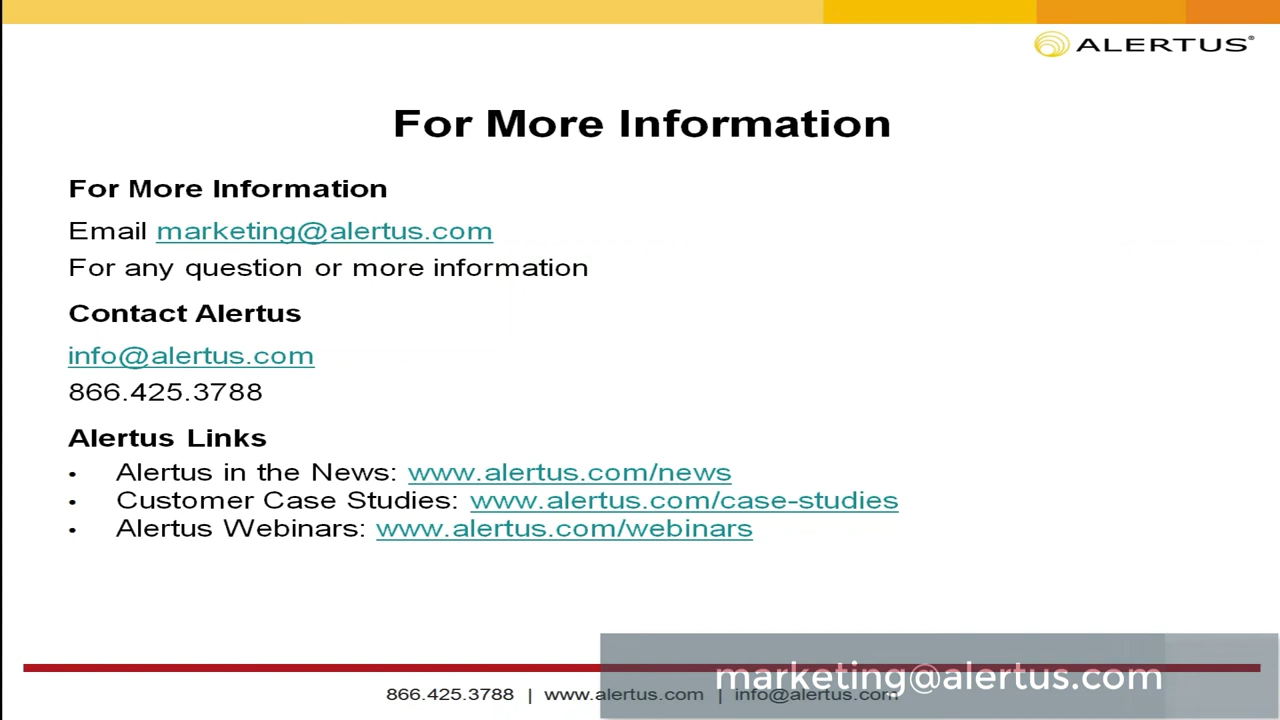 ALERTUS®
For More Information
For More Information
Email marketing@alertus.com
For any question or more information
Contact Alertus
info@alertus.com
866.425.3788
Alertus Links
• Alertus in the News: www.alertus.com/news
• Customer Case Studies: www.alertus.com/case-studies
• Alertus Webinars: www.alertus.com/webinars
866.425.3788 | www.alertus.com | info@alertus.com
marketing@alertus.com